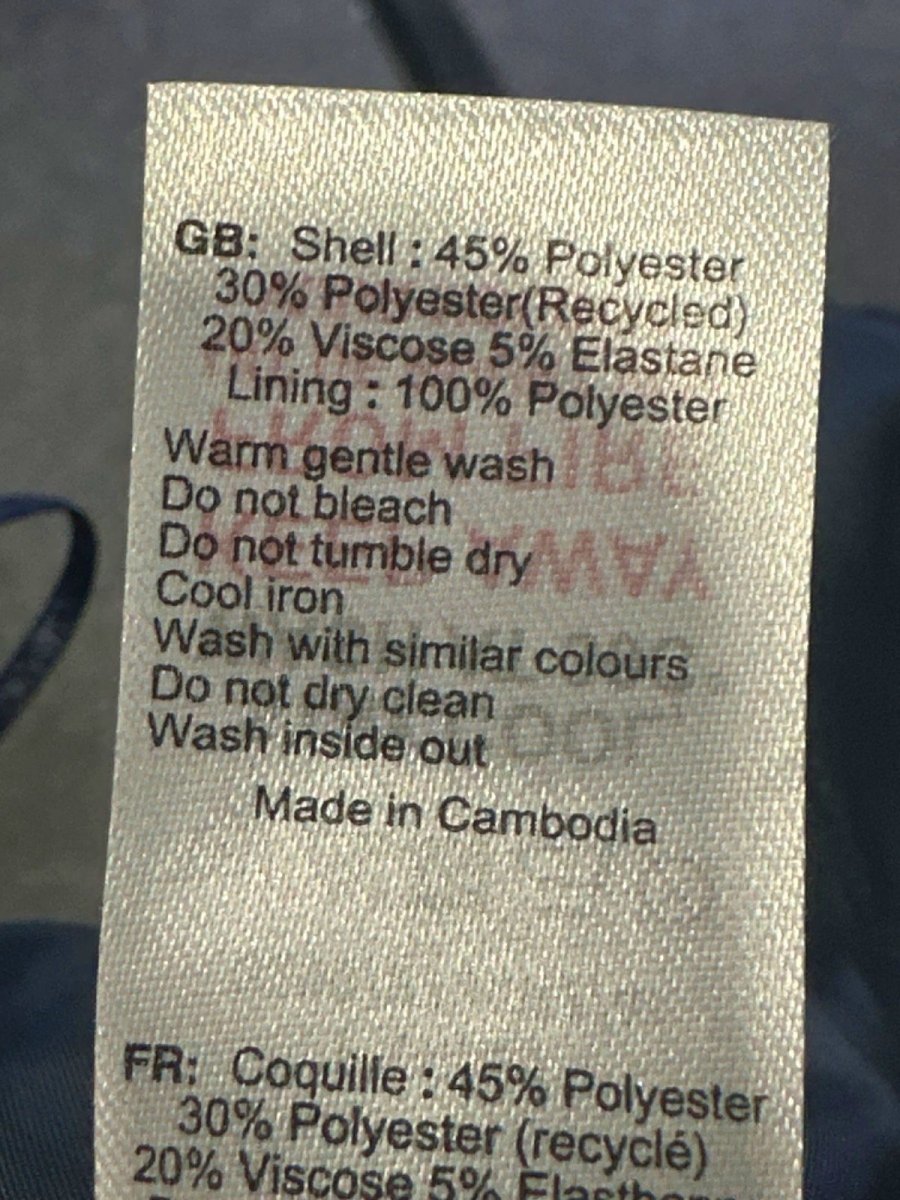 GB: Shell : 45% Polyester
30% Polyester(Recycled)
20% Viscose 5% Elastane
Lining : 100% Polyester
Warm gentle wash
Do not bleach
Do not tumble dry
Cool iron
Wash with similar colours
Do not dry clean
Wash inside out
Made in Cambodia
FR: Coquille : 45% Polyester
30% Polyester (recyclé)
20% Viscose 5%